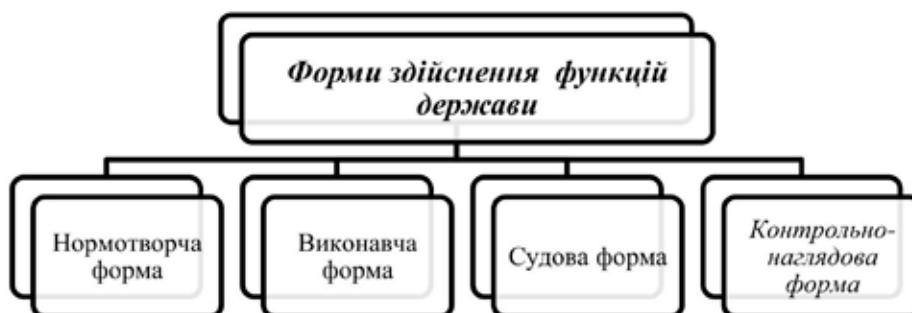 Форми здійснення функцій
держави
Нормотворча
форма
Виконавча
форма
Судова форма
Контрольно-
наглядова
форма